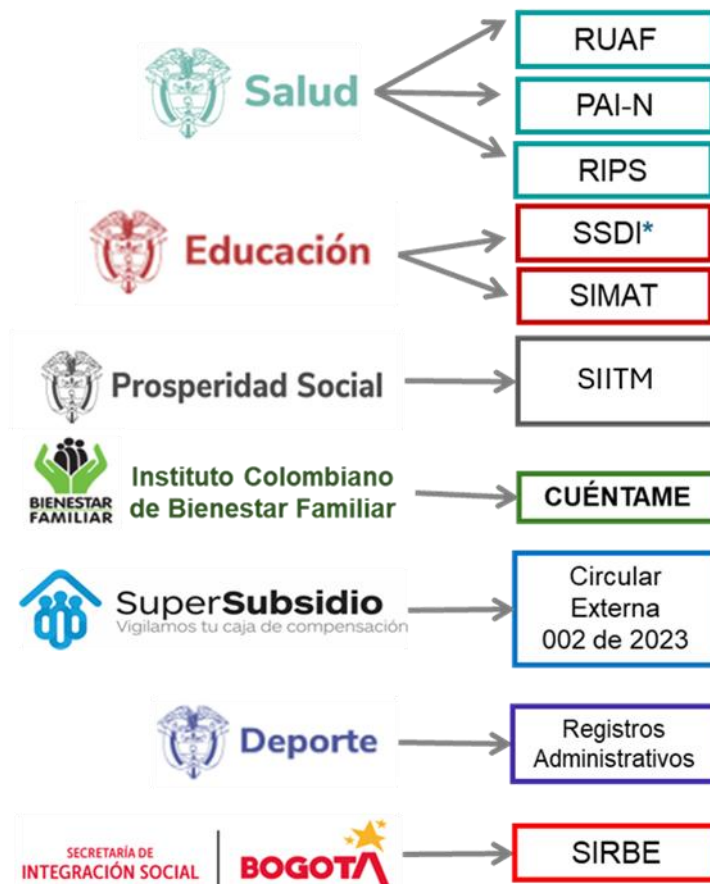 Salud
RUAF
PAI-N
RIPS
Educación
SSDI*
SIMAT
Prosperidad Social
SIITM
BIENESTAR
FAMILIAR
Instituto Colombiano
de Bienestar Familiar
CUÉNTAME
SuperSubsidio
Vigilamos tu caja de compensación
Circular
Externa
002 de 2023
Deporte
Registros
Administrativos
SECRETARÍA DE
INTEGRACIÓN SOCIAL
BOGOTÁ
SIRBE